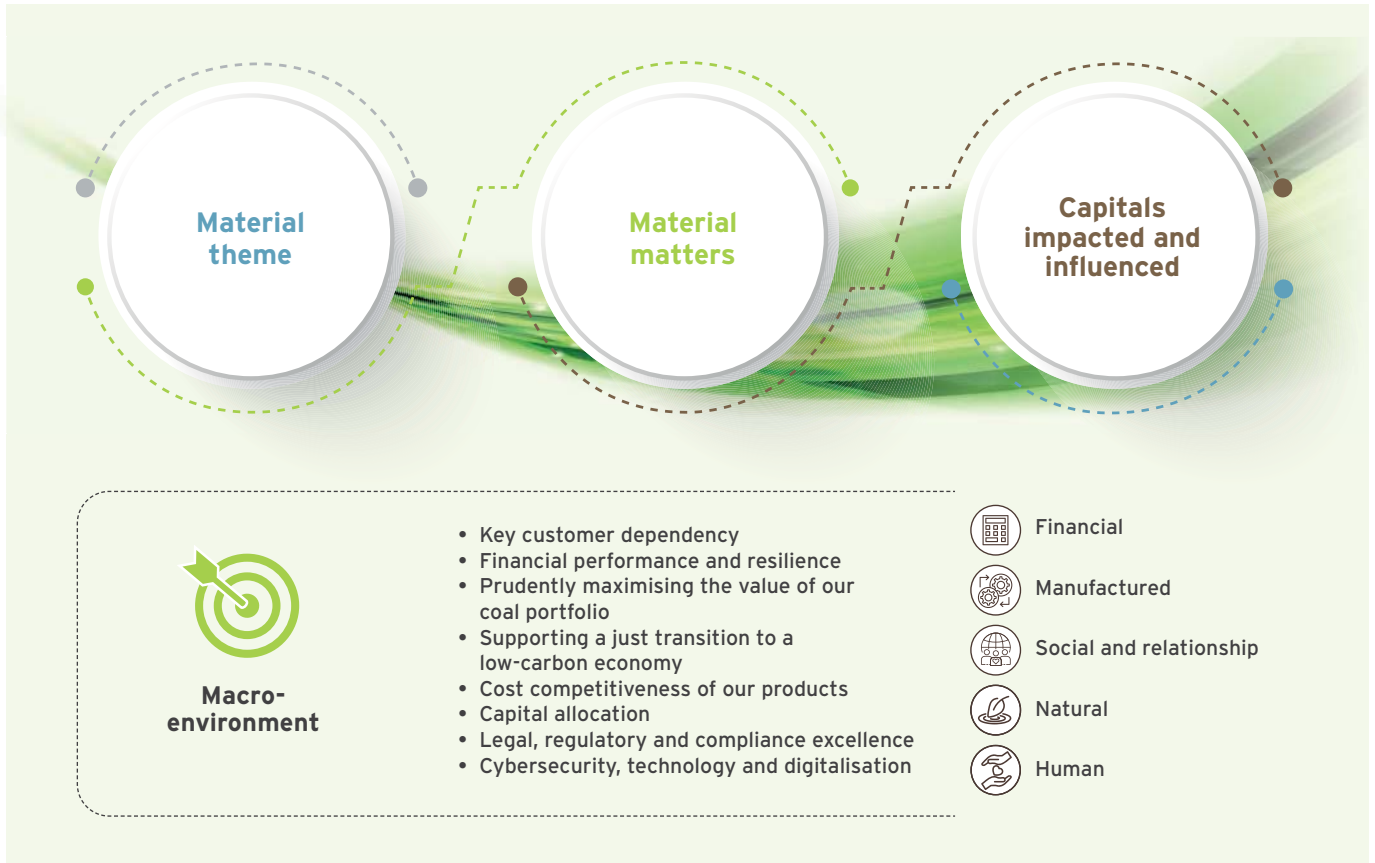 Material
theme
Material
matters
Capitals
impacted and
influenced
Macro-
environment
• Key customer dependency
• Financial performance and resilience
• Prudently maximising the value of our
coal portfolio
• Supporting a just transition to a
low-carbon economy
• Cost competitiveness of our products
• Capital allocation
• Legal, regulatory and compliance excellence
• Cybersecurity, technology and digitalisation
Financial
Manufactured
Social and relationship
Natural
Human